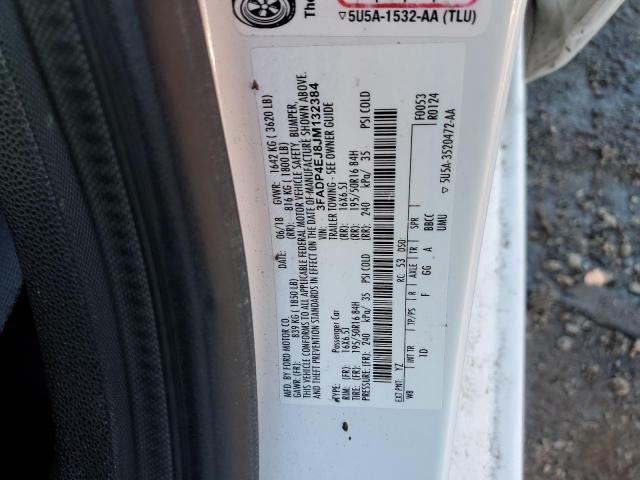 The
▽5U5A-1532-AA (TLU)
MFD. BY FORD MOTOR CO.
DATE: 06/18 GVWR: 1642 KG ( 3620 LB)
GAWR: (FR): 839 KG ( 1850 LB) (RR): 816 KG ( 1800 LB)
THIS VEHICLE CONFORMS TO ALL APPLICABLE FEDERAL MOTOR VEHICLE SAFETY, BUMPER,
AND THEFT PREVENTION STANDARDS IN EFFECT ON THE DATE OF MANUFACTURE SHOWN ABOVE.
VIN: 3FADP4EJ8JM132384
TYPE: Passenger Car TRAILER TOWING - SEE OWNER GUIDE
RIM: (FR): 16X6.5J (RR): 16X6.5J
TIRE: (FR): 195/50R16 84H (RR): 195/50R16 84H
PRESSURE: (FR): 240 kPa/ 35 PSI COLD (RR): 240 kPa/ 35 PSI COLD
F0053
R0124
EXT PNT: YZ RC: 53 DSO:
WB INT TR TP/PS R AXLE TR SPR
10 F GG A BBCC
UMU
▽5U5A-3520472-AA